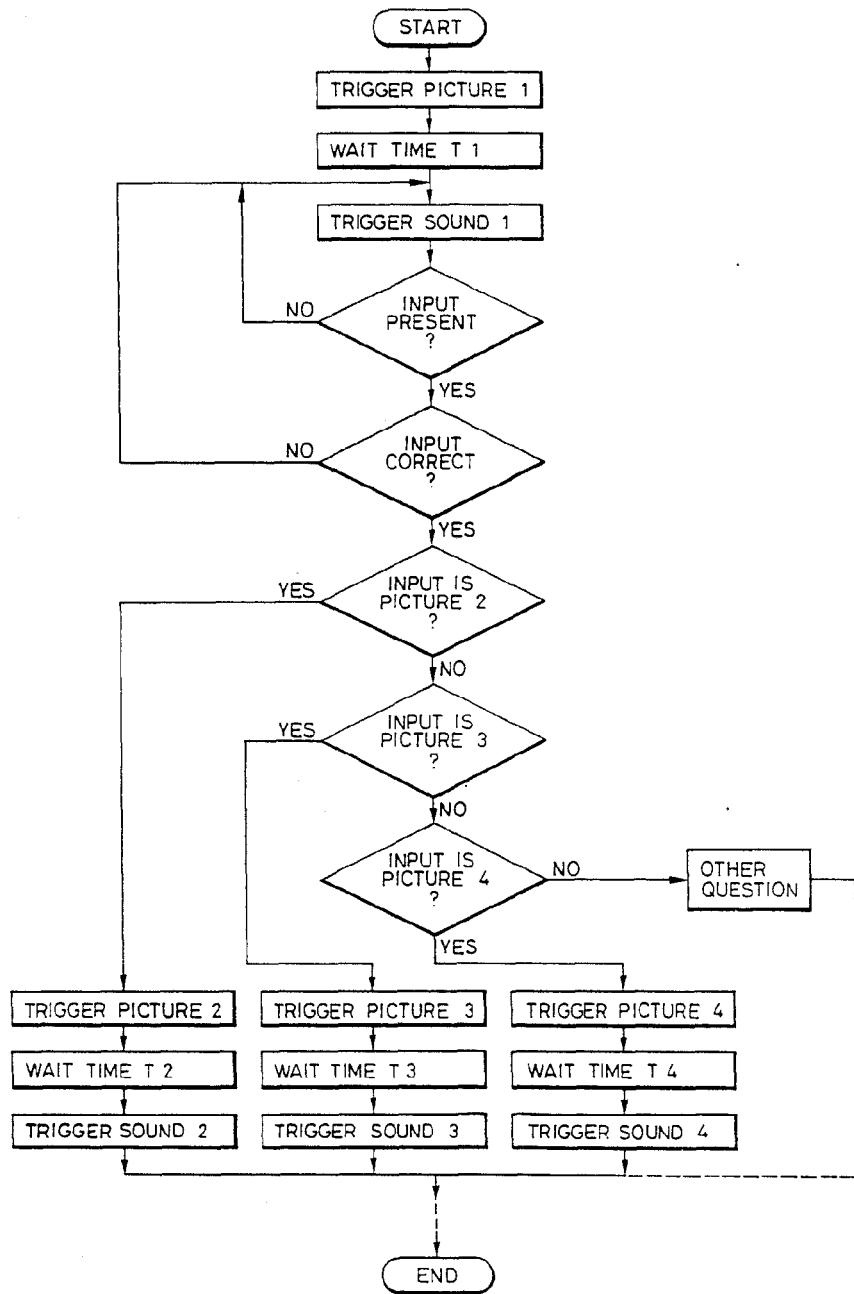 START
TRIGGER PICTURE 1
WAIT TIME T 1
TRIGGER SOUND 1
INPUT
PRESENT
?
NO
YES
INPUT
CORRECT
?
NO
YES
INPUT IS
PICTURE 2
?
YES
NO
INPUT IS
PICTURE 3
?
YES
NO
INPUT IS
PICTURE 4
?
NO
OTHER
QUESTION
YES
TRIGGER PICTURE 2
TRIGGER PICTURE 3
TRIGGER PICTURE 4
WAIT TIME T 2
WAIT TIME T 3
WAIT TIME T 4
TRIGGER SOUND 2
TRIGGER SOUND 3
TRIGGER SOUND 4
END